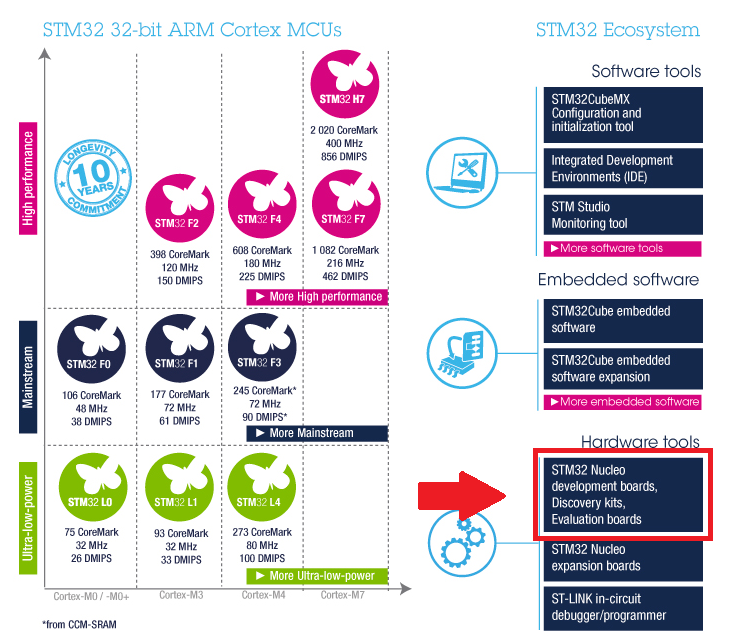 STM32 32-bit ARM Cortex MCUs
High performance
LONGEVITY
10
YEARS
COMMITMENT
STM32 H7
2 020 CoreMark
400 MHz
856 DMIPS
STM32 F2
398 CoreMark
120 MHz
150 DMIPS
STM32 F4
608 CoreMark
180 MHz
225 DMIPS
STM32 F7
1 082 CoreMark
216 MHz
462 DMIPS
► More High performance
Mainstream
STM32 F0
106 CoreMark
48 MHz
38 DMIPS
STM32 F1
177 CoreMark
72 MHz
61 DMIPS
STM32 F3
245 CoreMark*
72 MHz
90 DMIPS*
► More Mainstream
Ultra-low-power
STM32 L0
75 CoreMark
32 MHz
26 DMIPS
STM32 L1
93 CoreMark
32 MHz
33 DMIPS
STM32 L4
273 CoreMark
80 MHz
100 DMIPS
► More Ultra-low-power
Cortex-M0 / -M0+
Cortex-M3
Cortex-M4
Cortex-M7
*from CCM-SRAM
STM32 Ecosystem
Software tools
STM32CubeMX
Configuration and
initialization tool
Integrated Development
Environments (IDE)
STM Studio
Monitoring tool
►More software tools
Embedded software
STM32Cube embedded
software
STM32Cube embedded
software expansion
►More embedded software
Hardware tools
STM32 Nucleo
development boards,
Discovery kits,
Evaluation boards
STM32 Nucleo
expansion boards
ST-LINK in-circuit
debugger/programmer